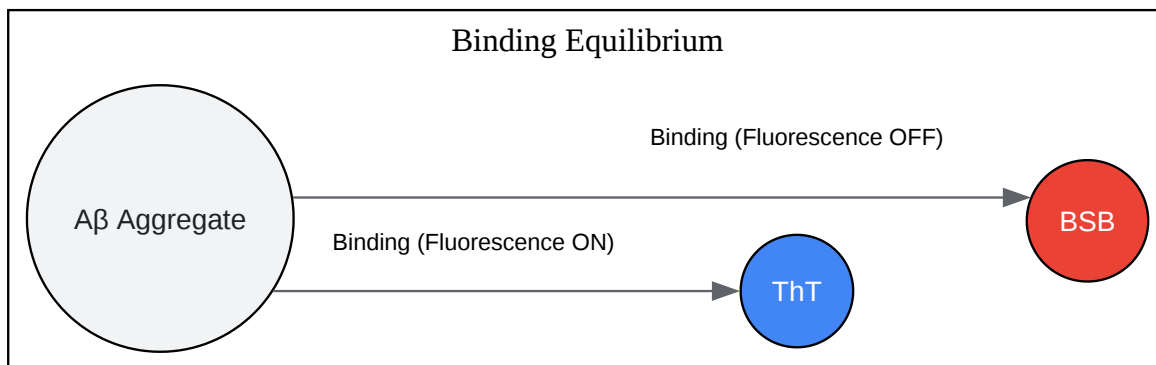 Binding Equilibrium
Binding (Fluorescence OFF)
Aβ Aggregate
BSB
Binding (Fluorescence ON)
ThT